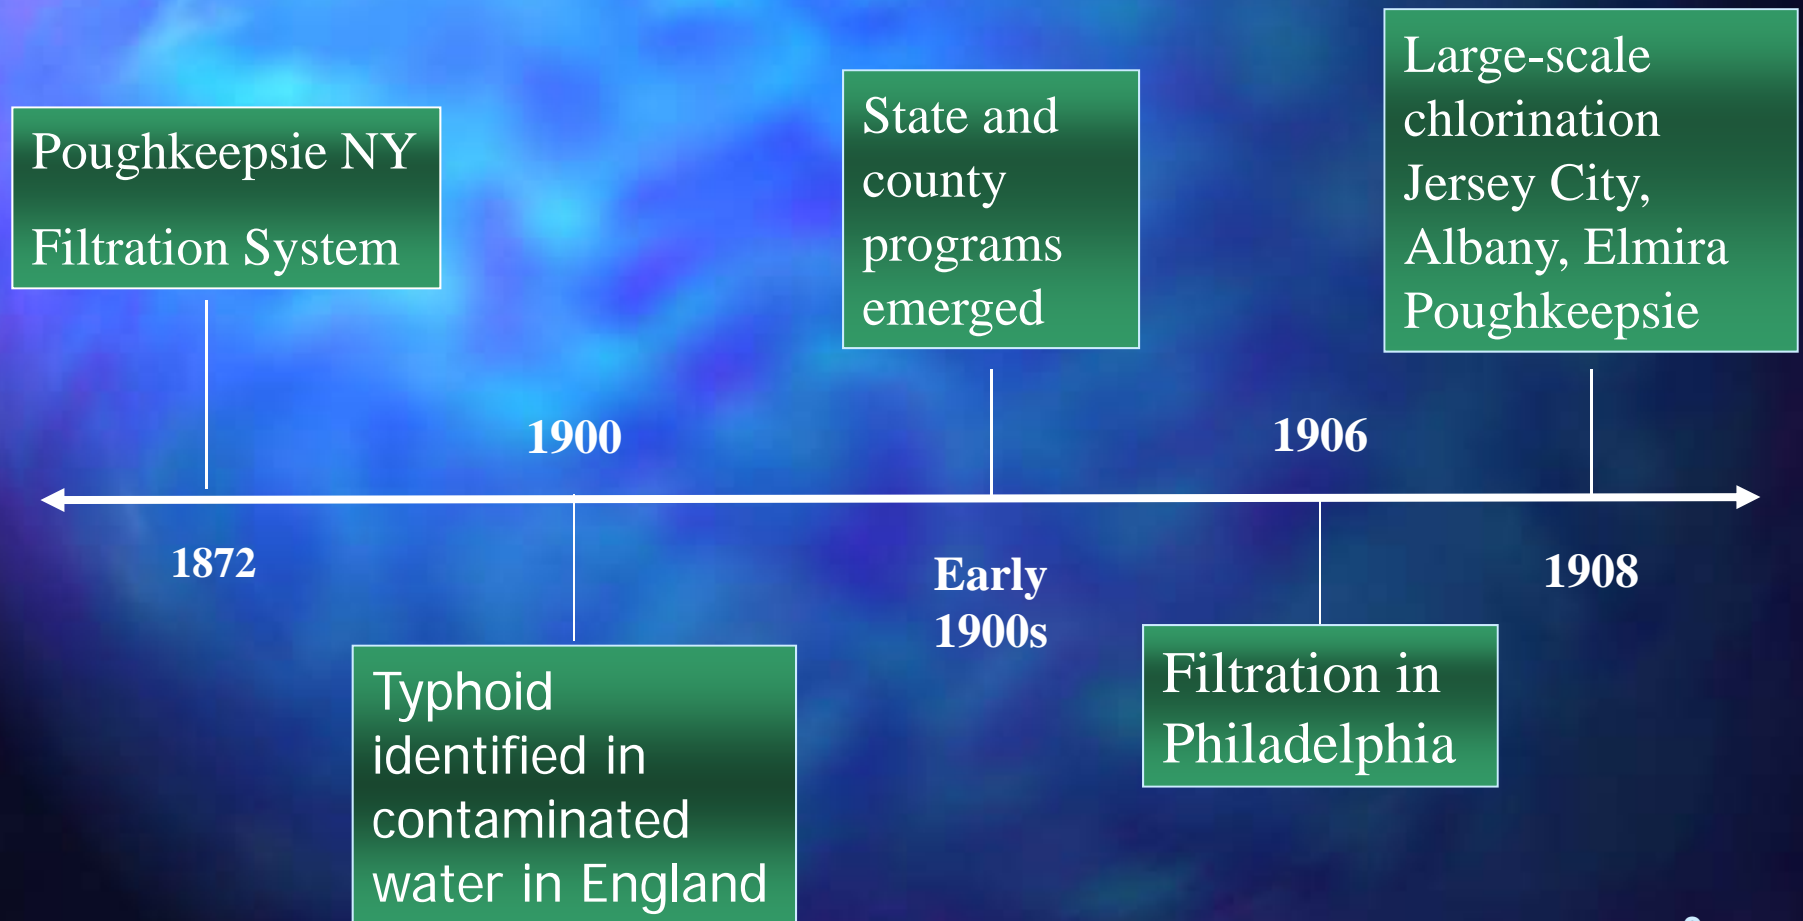 Poughkeepsie NY
Filtration System
State and
county
programs
emerged
Large-scale
chlorination
Jersey City,
Albany, Elmira
Poughkeepsie
1900
1906
1872
Early
1900s
1908
Typhoid
identified in
contaminated
water in England
Filtration in
Philadelphia